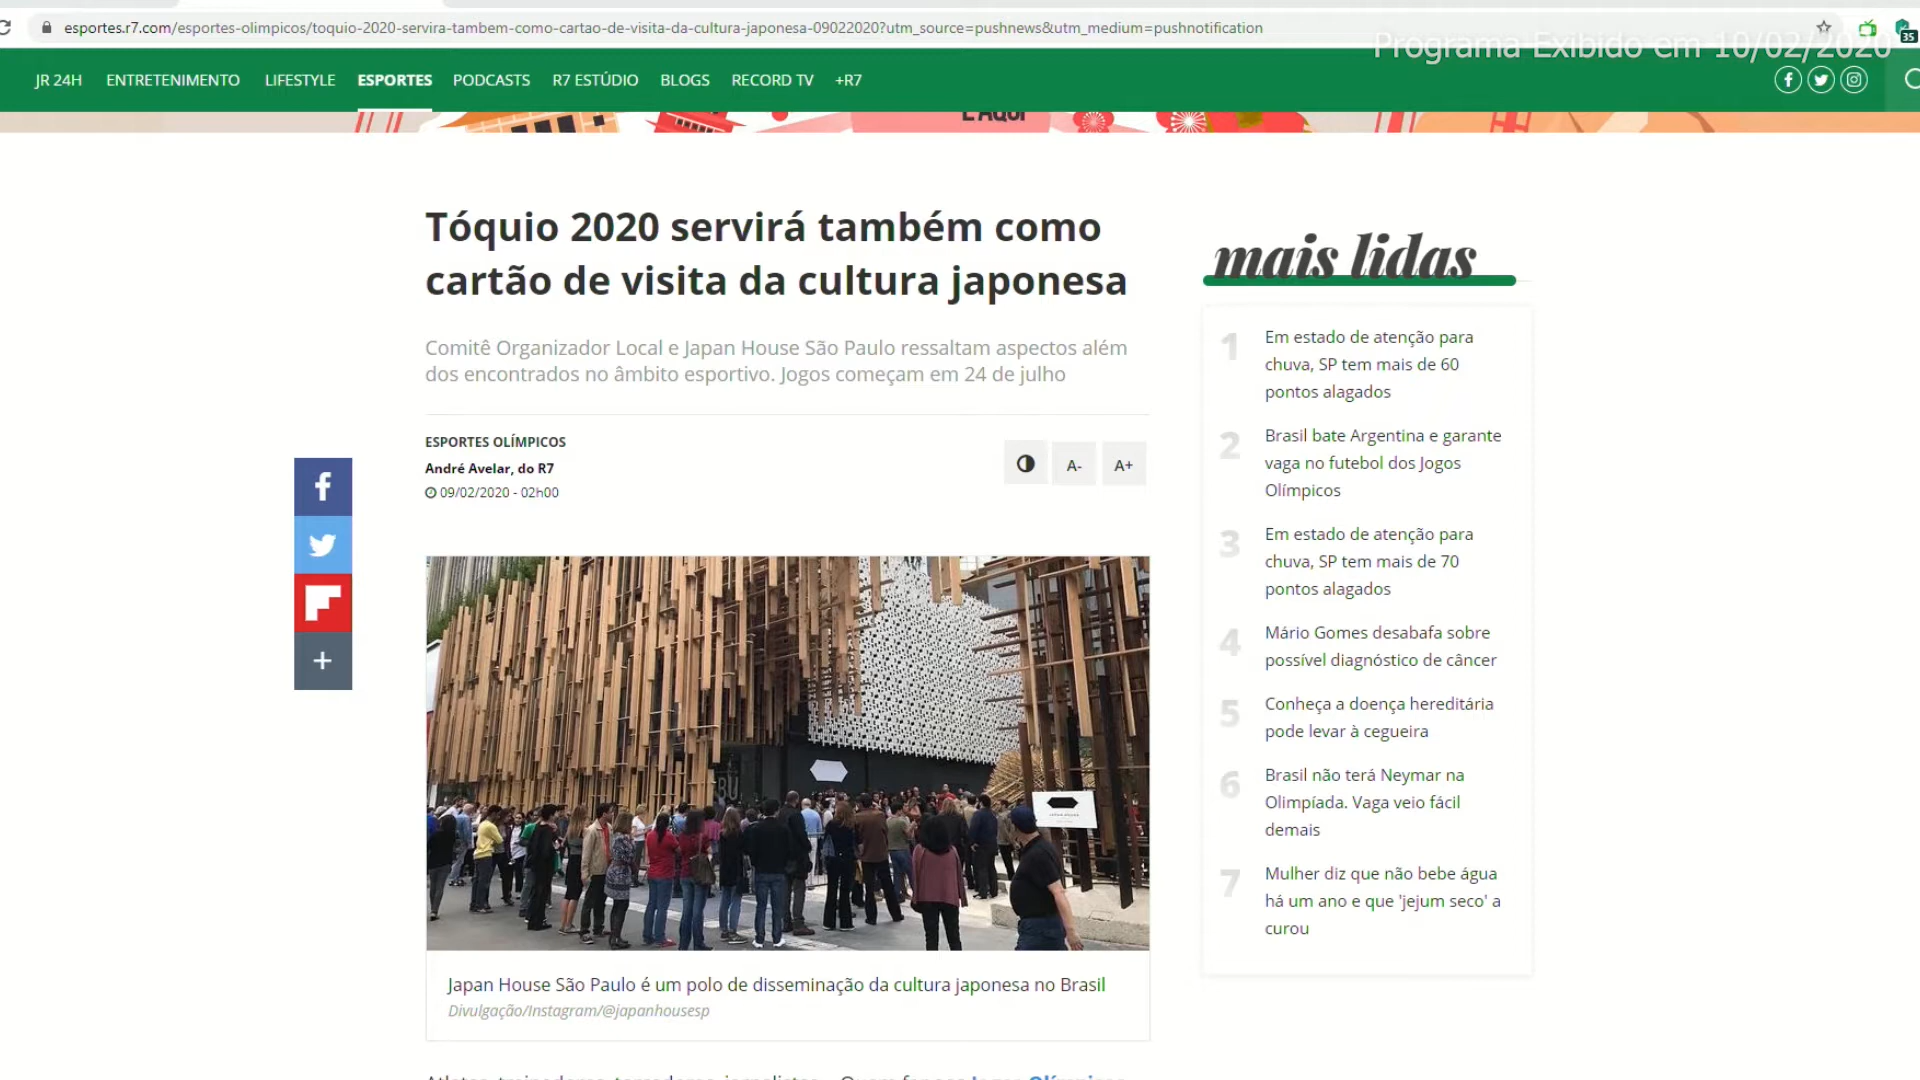 esportes.r7.com/esportes-olimpicos/toquio-2020-servira-tambem-como-cartao-de-visita-da-cultura-japonesa-09022020?utm_source=pushnews&utm_medium=pushnotification
35
Programa Exibido em 10/02/2020
JR 24H ENTRETENIMENTO LIFESTYLE ESPORTES PODCASTS R7 ESTÚDIO BLOGS RECORD TV +R7
É AQUI
Tóquio 2020 servirá também como
cartão de visita da cultura japonesa
Comitê Organizador Local e Japan House São Paulo ressaltam aspectos além
dos encontrados no âmbito esportivo. Jogos começam em 24 de julho
ESPORTES OLÍMPICOS
André Avelar, do R7
09/02/2020 - 02h00
A- A+
JAPAN HOUSE
Japan House São Paulo é um polo de disseminação da cultura japonesa no Brasil
Divulgação/Instagram/@japanhousesp
mais lidas
1 Em estado de atenção para
chuva, SP tem mais de 60
pontos alagados
2 Brasil bate Argentina e garante
vaga no futebol dos Jogos
Olímpicos
3 Em estado de atenção para
chuva, SP tem mais de 70
pontos alagados
4 Mário Gomes desabafa sobre
possível diagnóstico de câncer
5 Conheça a doença hereditária
pode levar à cegueira
6 Brasil não terá Neymar na
Olimpíada. Vaga veio fácil
demais
7 Mulher diz que não bebe água
há um ano e que 'jejum seco' a
curou